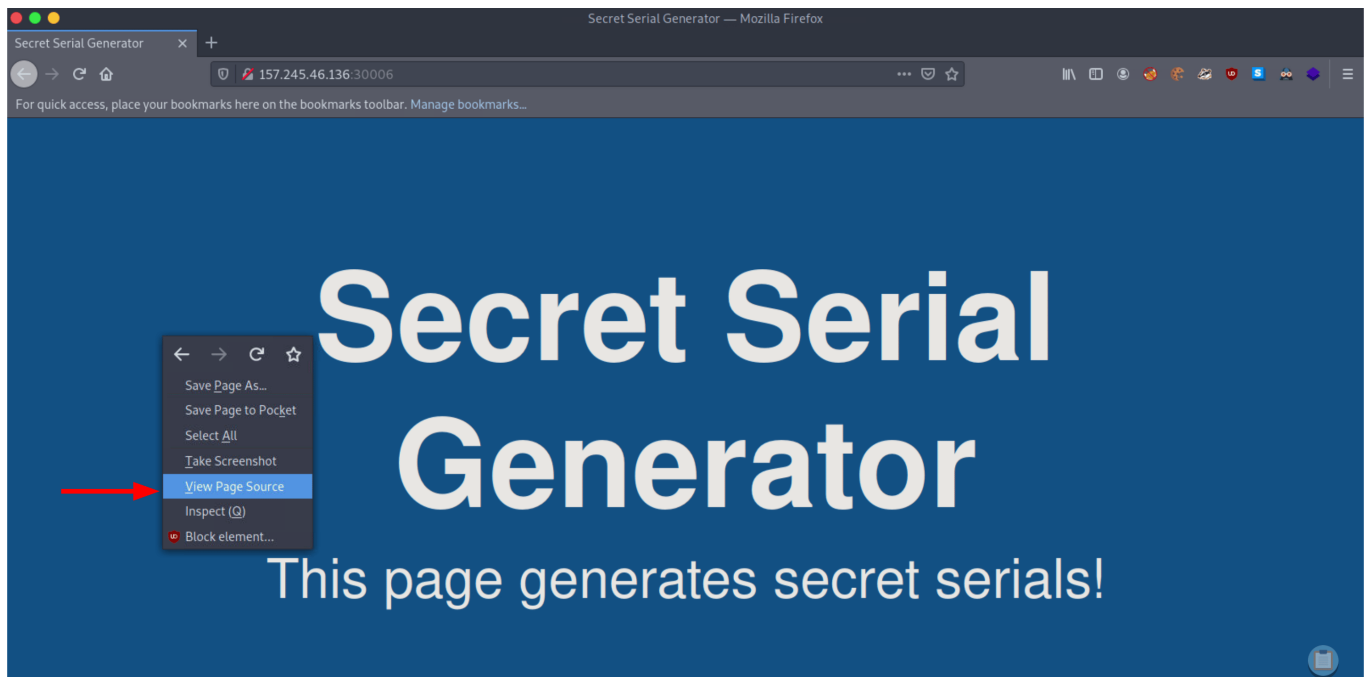 Secret Serial Generator — Mozilla Firefox
Secret Serial Generator
157.245.46.136:30006
For quick access, place your bookmarks here on the bookmarks toolbar. Manage bookmarks...
Secret Serial
Generator
This page generates secret serials!
Save Page As...
Save Page to Pocket
Select All
Take Screenshot
View Page Source
Inspect (Q)
Block element...